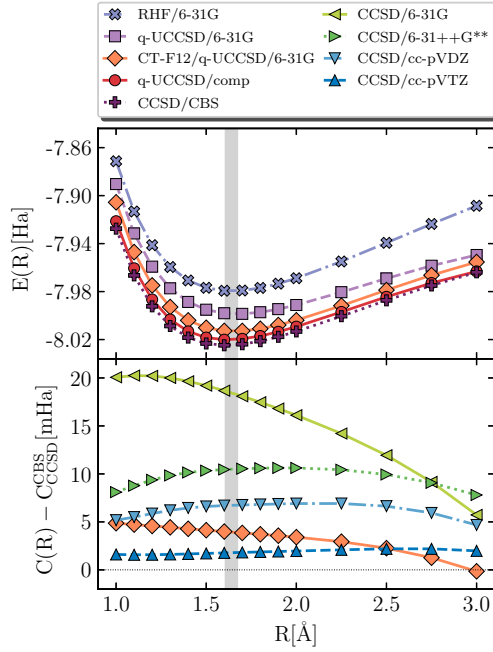 RHF/6-31G
q-UCCSD/6-31G
CT-F12/q-UCCSD/6-31G
q-UCCSD/comp
CCSD/CBS
CCSD/6-31G
CCSD/6-31++G**
CCSD/cc-pVDZ
CCSD/cc-pVTZ
E(R)[Ha]
-7.86
-7.90
-7.94
-7.98
-8.02
C(R) − C_CCSD^CBS [mHa]
20
15
10
5
0
1.0 1.5 2.0 2.5 3.0
R[Å]